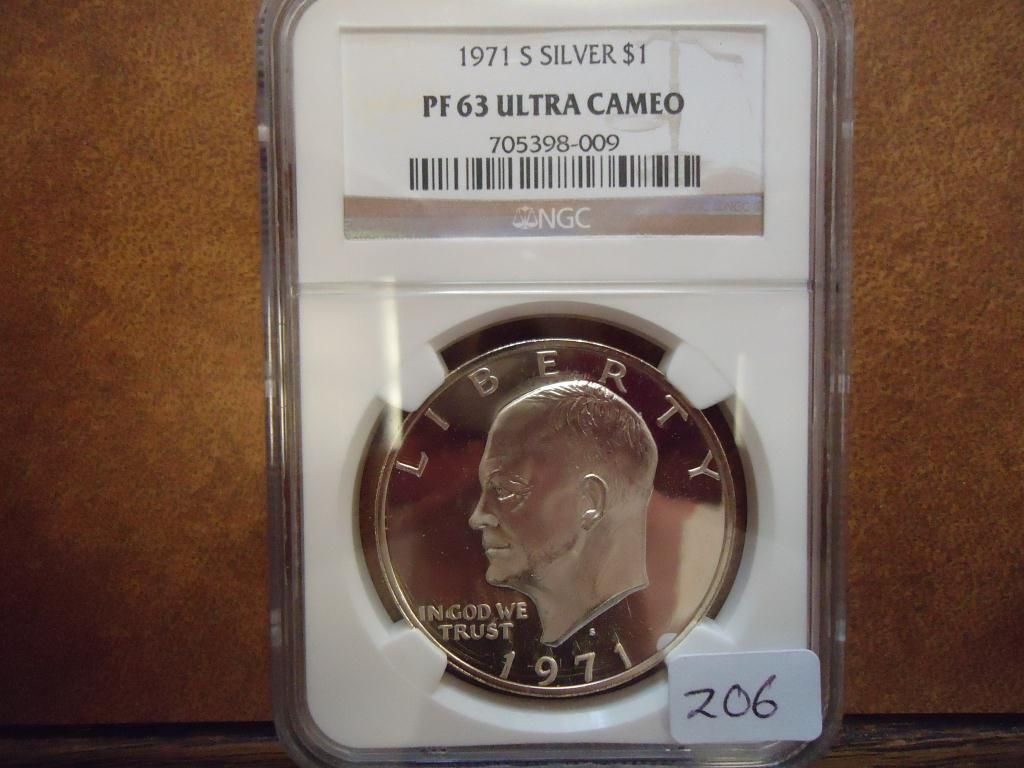 1971 S SILVER $1
PF 63 ULTRA CAMEO
705398-009
NGC
LIBERTY
IN GOD WE
TRUST
S
1971
206